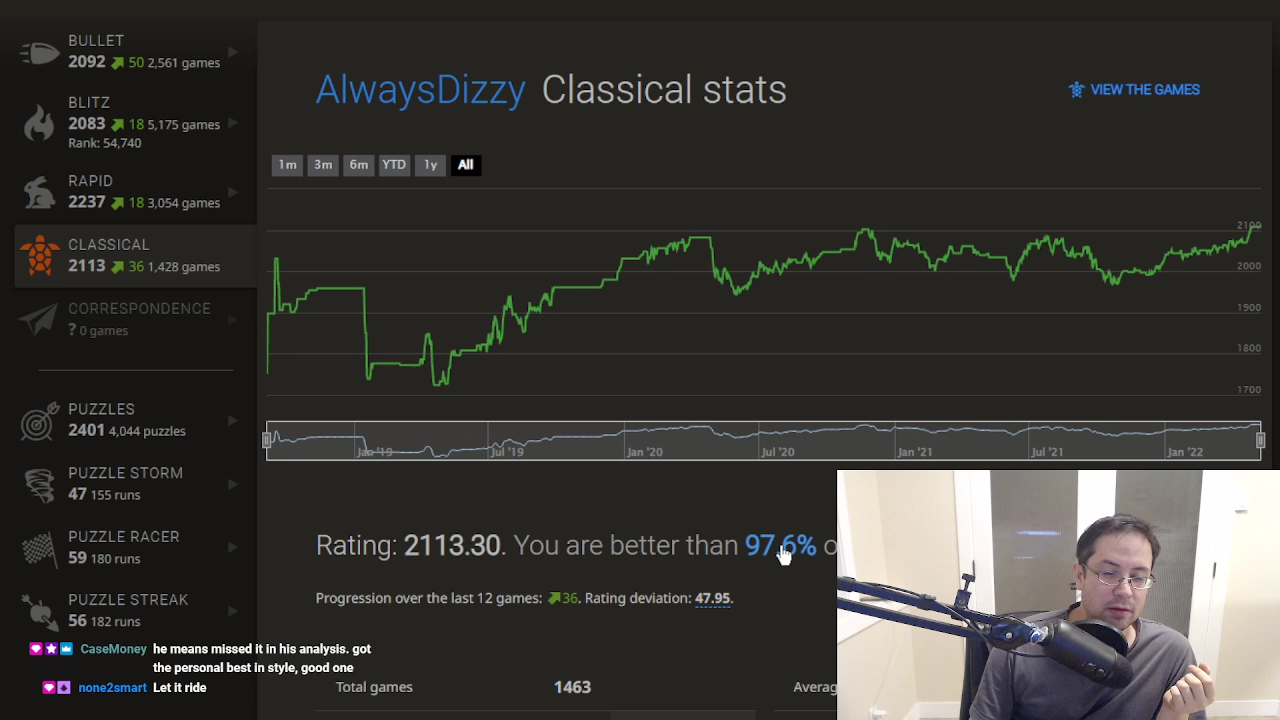 BULLET
2092 50 2,561 games
BLITZ
2083 18 5,175 games
Rank: 54,740
RAPID
2237 18 3,054 games
CLASSICAL
2113 36 1,428 games
CORRESPONDENCE
? 0 games
PUZZLES
2401 4,044 puzzles
PUZZLE STORM
47 155 runs
PUZZLE RACER
59 180 runs
PUZZLE STREAK
56 182 runs
AlwaysDizzy Classical stats
VIEW THE GAMES
1m 3m 6m YTD 1y All
2100
2000
1900
1800
1700
Jan '19 Jul '19 Jan '20 Jul '20 Jan '21 Jul '21 Jan '22
Rating: 2113.30. You are better than 97.6% o
Progression over the last 12 games: 36. Rating deviation: 47.95.
Total games 1463 Averag
CaseMoney he means missed it in his analysis. got
the personal best in style, good one
none2smart Let it ride